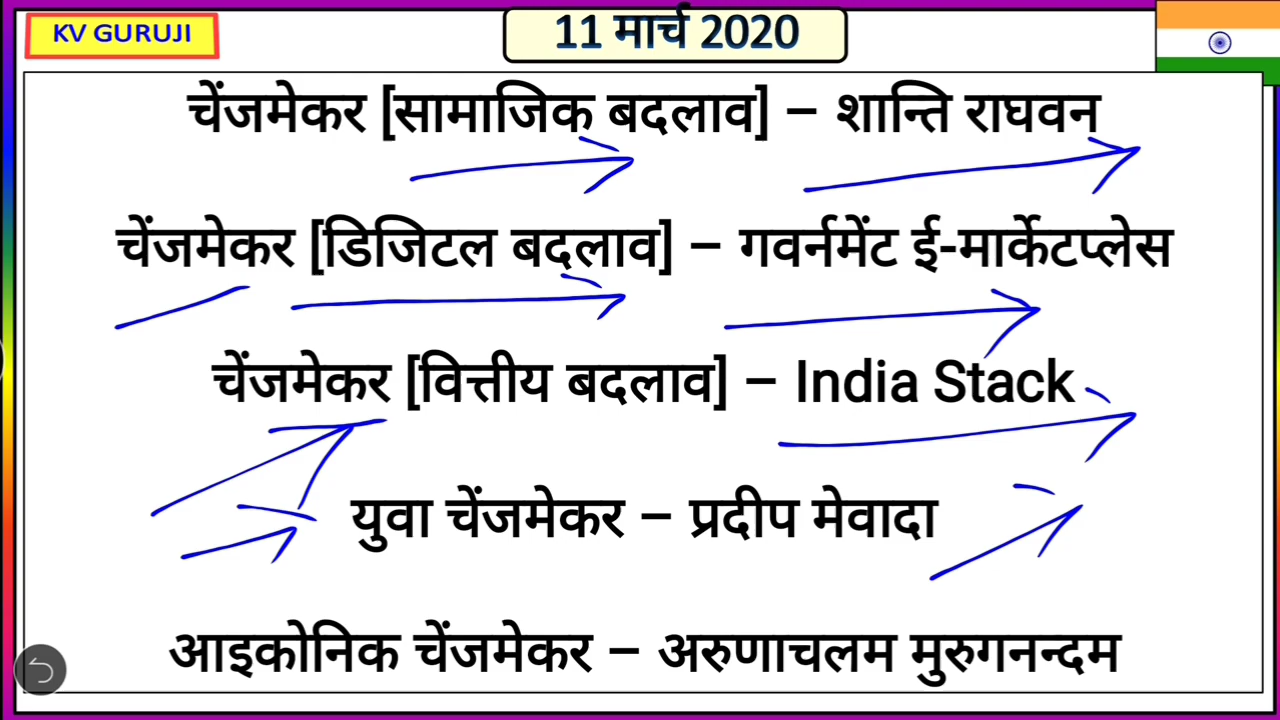 KV GURUJI
11 मार्च 2020
चेंजमेकर [सामाजिक बदलाव] – शान्ति राघवन
चेंजमेकर [डिजिटल बदलाव] – गवर्नमेंट ई-मार्केटप्लेस
चेंजमेकर [वित्तीय बदलाव] – India Stack
युवा चेंजमेकर – प्रदीप मेवादा
आइकोनिक चेंजमेकर – अरुणाचलम मुरुगनन्दम